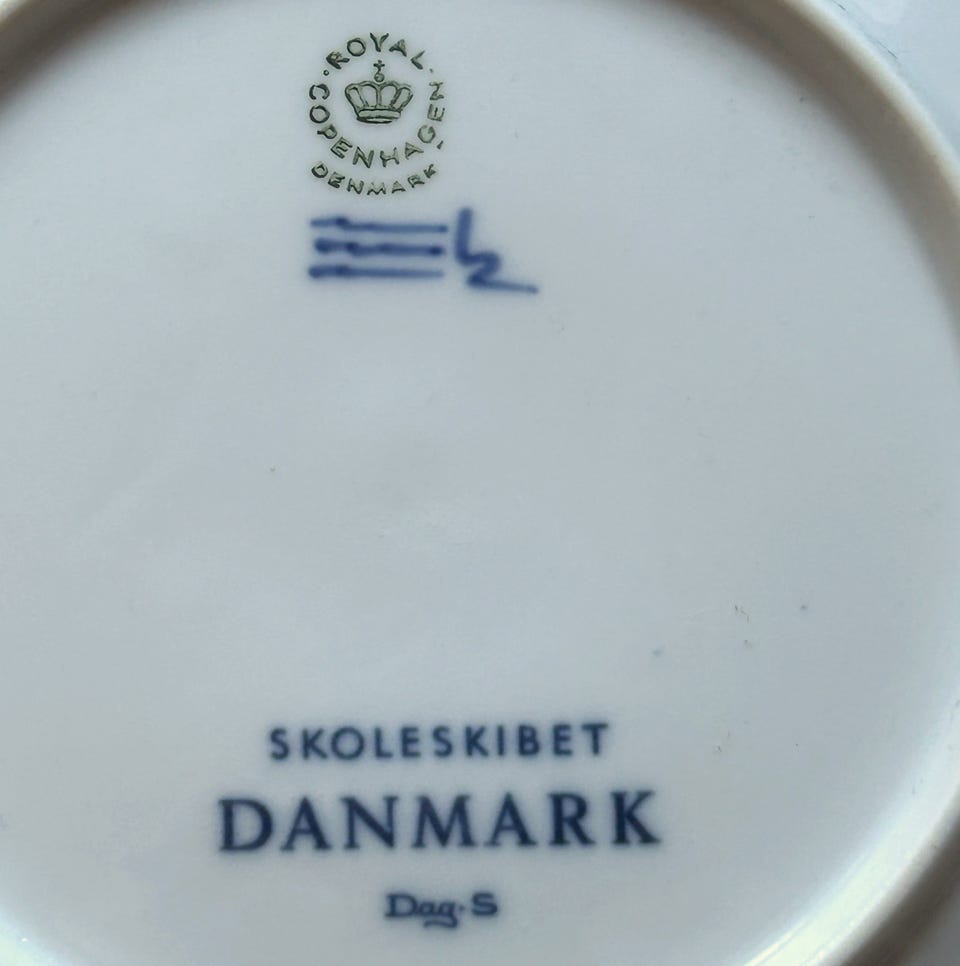 ROYAL
COPENHAGEN
DENMARK
SKOLESKIBET
DANMARK
Dag·S